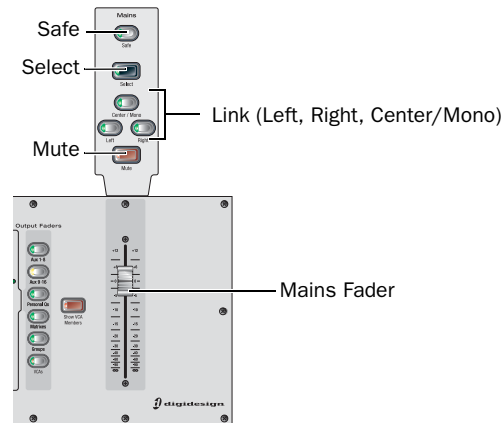 Mains
Safe
Safe
Select
Select
Center / Mono
Link (Left, Right, Center/Mono)
Left
Right
Mute
Mute
Output Faders
Aux 1-8
Aux 9-16
Personal Qs
Matrixes
Groups
VCAs
Show VCA
Members
Mains Fader
digidesign